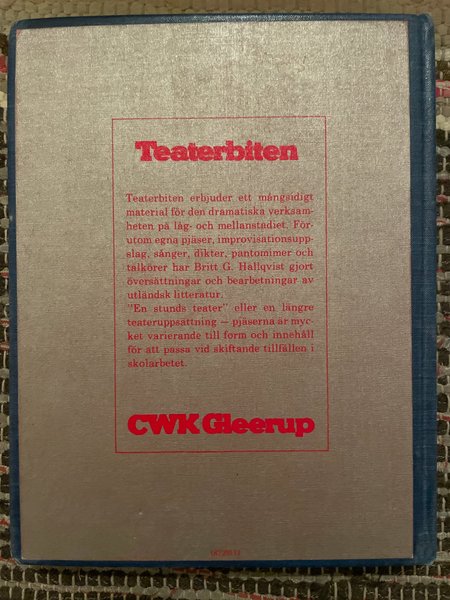 Teaterbiten
Teaterbiten erbjuder ett mångsidigt
material för den dramatiska verksam-
heten på låg- och mellanstadiet. För-
utom egna pjäser, improvisationsupp-
slag, sånger, dikter, pantomimer och
talkörer har Britt G. Hallqvist gjort
översättningar och bearbetningar av
utländsk litteratur.
"En stunds teater" eller en längre
teateruppsättning – pjäserna är myc-
ket varierande till form och innehåll
för att passa vid skiftande tillfällen i
skolarbetet.
CWK Gleerup